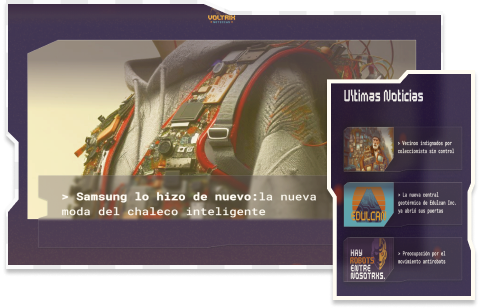 VOLTAIX
> Samsung lo hizo de nuevo:la nueva
moda del chaleco inteligente
Ultimas Noticias
> Vecinos indignados por
coleccionista sin control
EDULCAN
> La nueva central
geotérmica de Edulcan Inc.
ya abrió sus puertas
HAY
ROBOTS
ENTRE
NOSOTRXS.
> Preocupación por el
movimiento antirobots